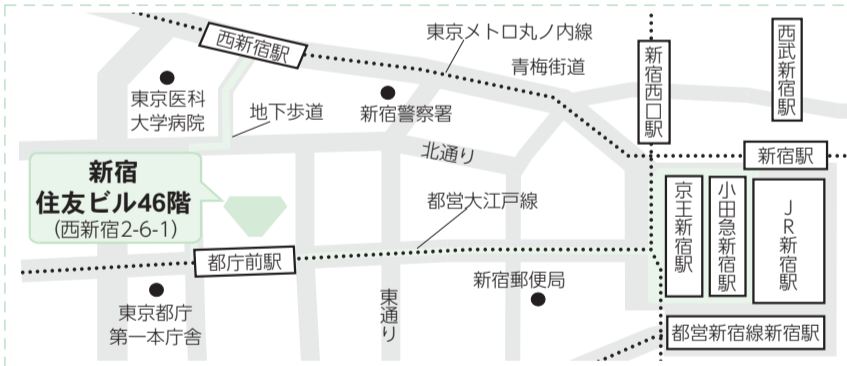 西新宿駅
東京メトロ丸ノ内線
青梅街道
新宿西口駅
西武新宿駅
東京医科
大学病院
地下歩道
新宿警察署
北通り
新宿駅
新宿
住友ビル46階
(西新宿2-6-1)
都営大江戸線
京王新宿駅
小田急新宿駅
JR新宿駅
都庁前駅
新宿郵便局
東京都庁
第一本庁舎
東通り
都営新宿線新宿駅